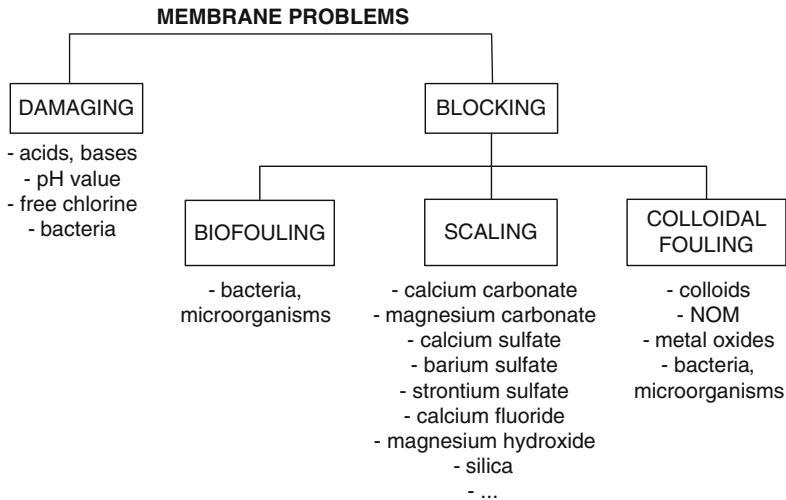 MEMBRANE PROBLEMS
DAMAGING
- acids, bases
- pH value
- free chlorine
- bacteria
BLOCKING
BIOFOULING
- bacteria,
microorganisms
SCALING
- calcium carbonate
- magnesium carbonate
- calcium sulfate
- barium sulfate
- strontium sulfate
- calcium fluoride
- magnesium hydroxide
- silica
- ...
COLLOIDAL
FOULING
- colloids
- NOM
- metal oxides
- bacteria,
microorganisms